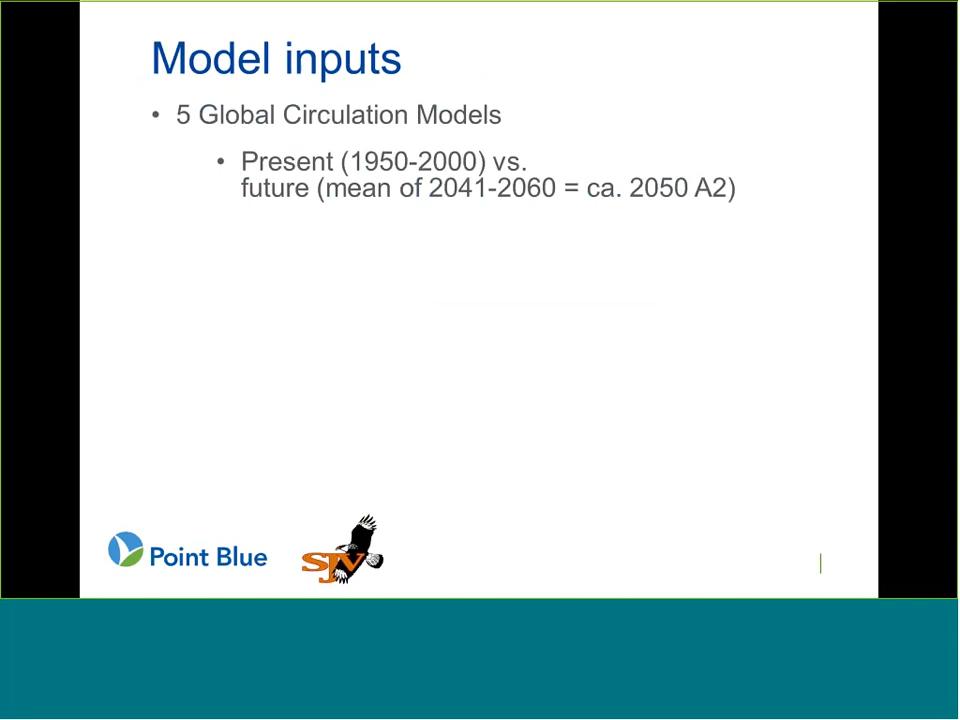 Model inputs
• 5 Global Circulation Models
• Present (1950-2000) vs.
future (mean of 2041-2060 = ca. 2050 A2)
Point Blue
SJV